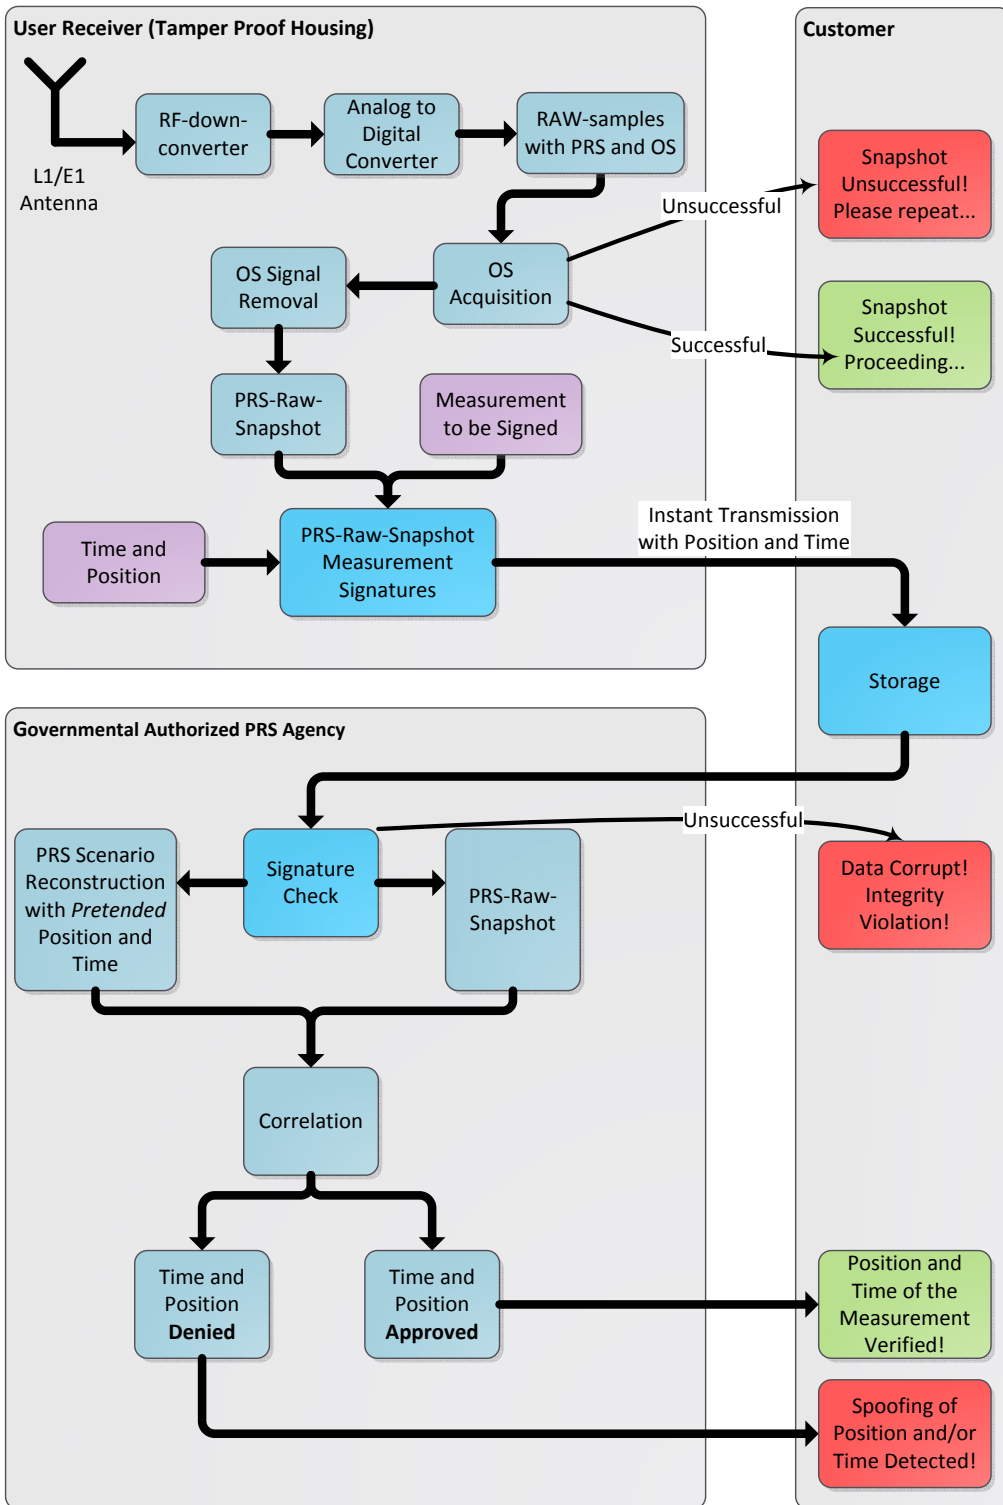 User Receiver (Tamper Proof Housing)
Customer
L1/E1
Antenna
RF-down-
converter
Analog to
Digital
Converter
RAW-samples
with PRS and OS
Unsuccessful
Snapshot
Unsuccessful!
Please repeat...
OS Signal
Removal
OS
Acquisition
Successful
Snapshot
Successful!
Proceeding...
PRS-Raw-
Snapshot
Measurement
to be Signed
Time and
Position
PRS-Raw-Snapshot
Measurement
Signatures
Instant Transmission
with Position and Time
Storage
Governmental Authorized PRS Agency
PRS Scenario
Reconstruction
with Pretended
Position and
Time
Signature
Check
PRS-Raw-
Snapshot
Unsuccessful
Data Corrupt!
Integrity
Violation!
Correlation
Time and
Position
Denied
Time and
Position
Approved
Position and
Time of the
Measurement
Verified!
Spoofing of
Position and/or
Time Detected!